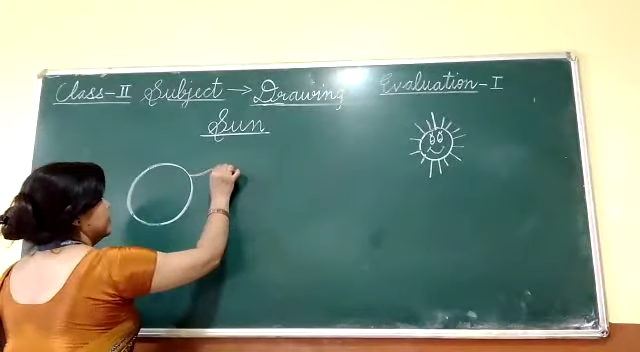 Class-II Subject → Drawing Evaluation-I
Sun